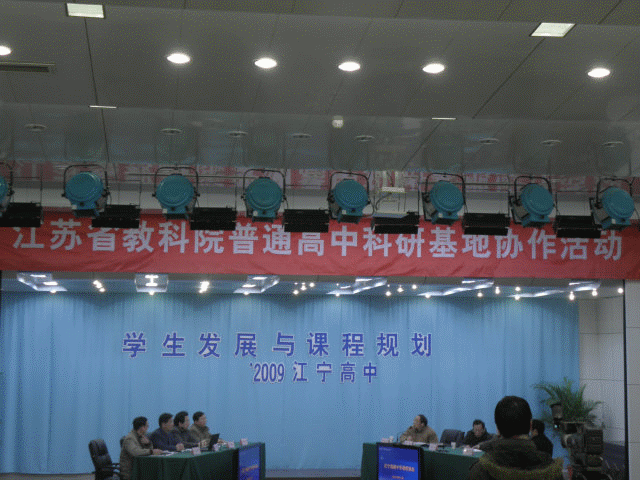 江苏省教科院普通高中科研基地协作活动
学生发展与课程规划
'2009 江宁高中